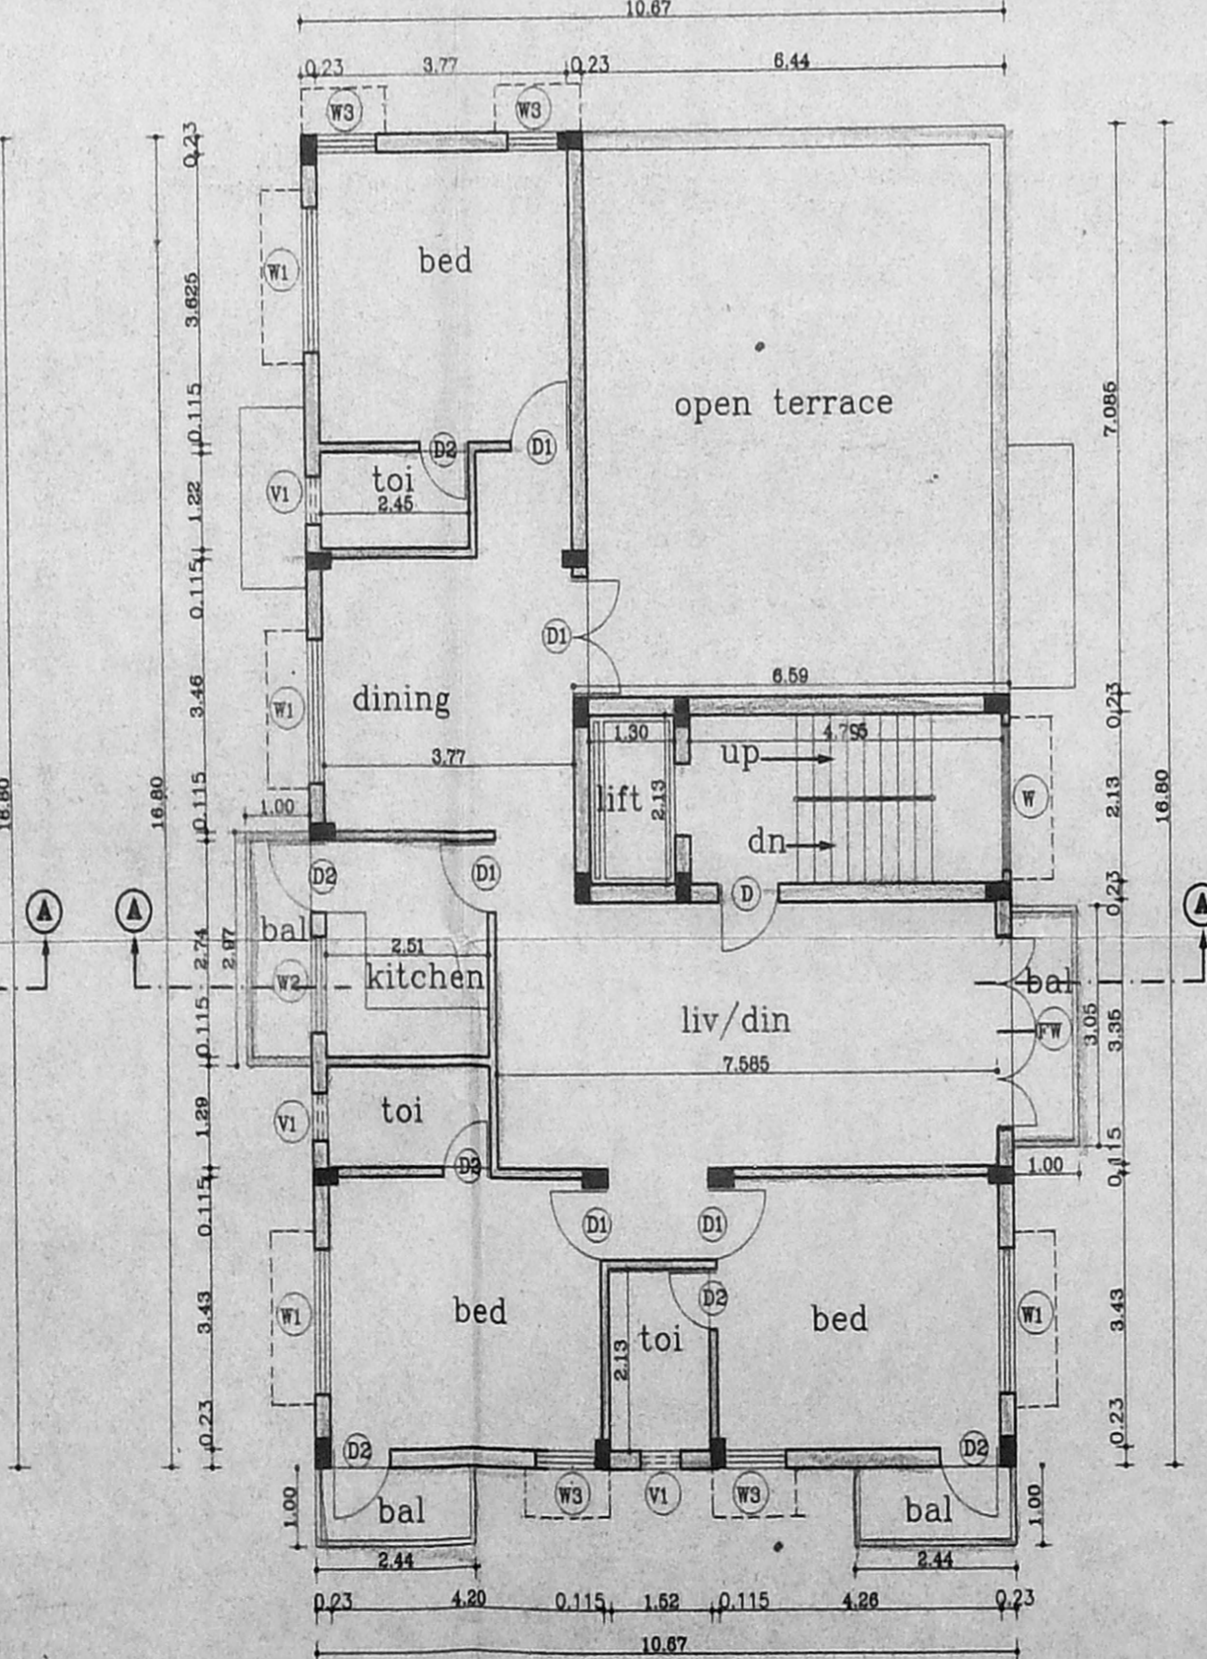 10.67
0.23 3.77 0.23 6.44
W3 W3
0.23
W1
bed
3.625
open terrace
7.085
0.115
D2 D1
toi
V1
2.45
1.22
0.115
D1
6.59
dining
3.46
W1
0.23
1.30 4.795
up
3.77
lift
2.13
W
2.13
16.80
16.80
16.80
1.00
0.115
dn
D2
D1
D
0.23
A A A
bal
2.51
2.74
2.97
W2
kitchen
bal
liv/din
FW
3.05
3.35
7.585
0.115
toi
V1
1.29
D2
1.00
0.115
0.115
D1 D1
D2
W1
bed
toi
bed
W1
3.43
2.13
3.43
0.23
0.23
D2 D2
W3 V1 W3
1.00
bal
bal
1.00
2.44 2.44
0.23 4.20 0.115 1.52 0.115 4.26 0.23
10.67